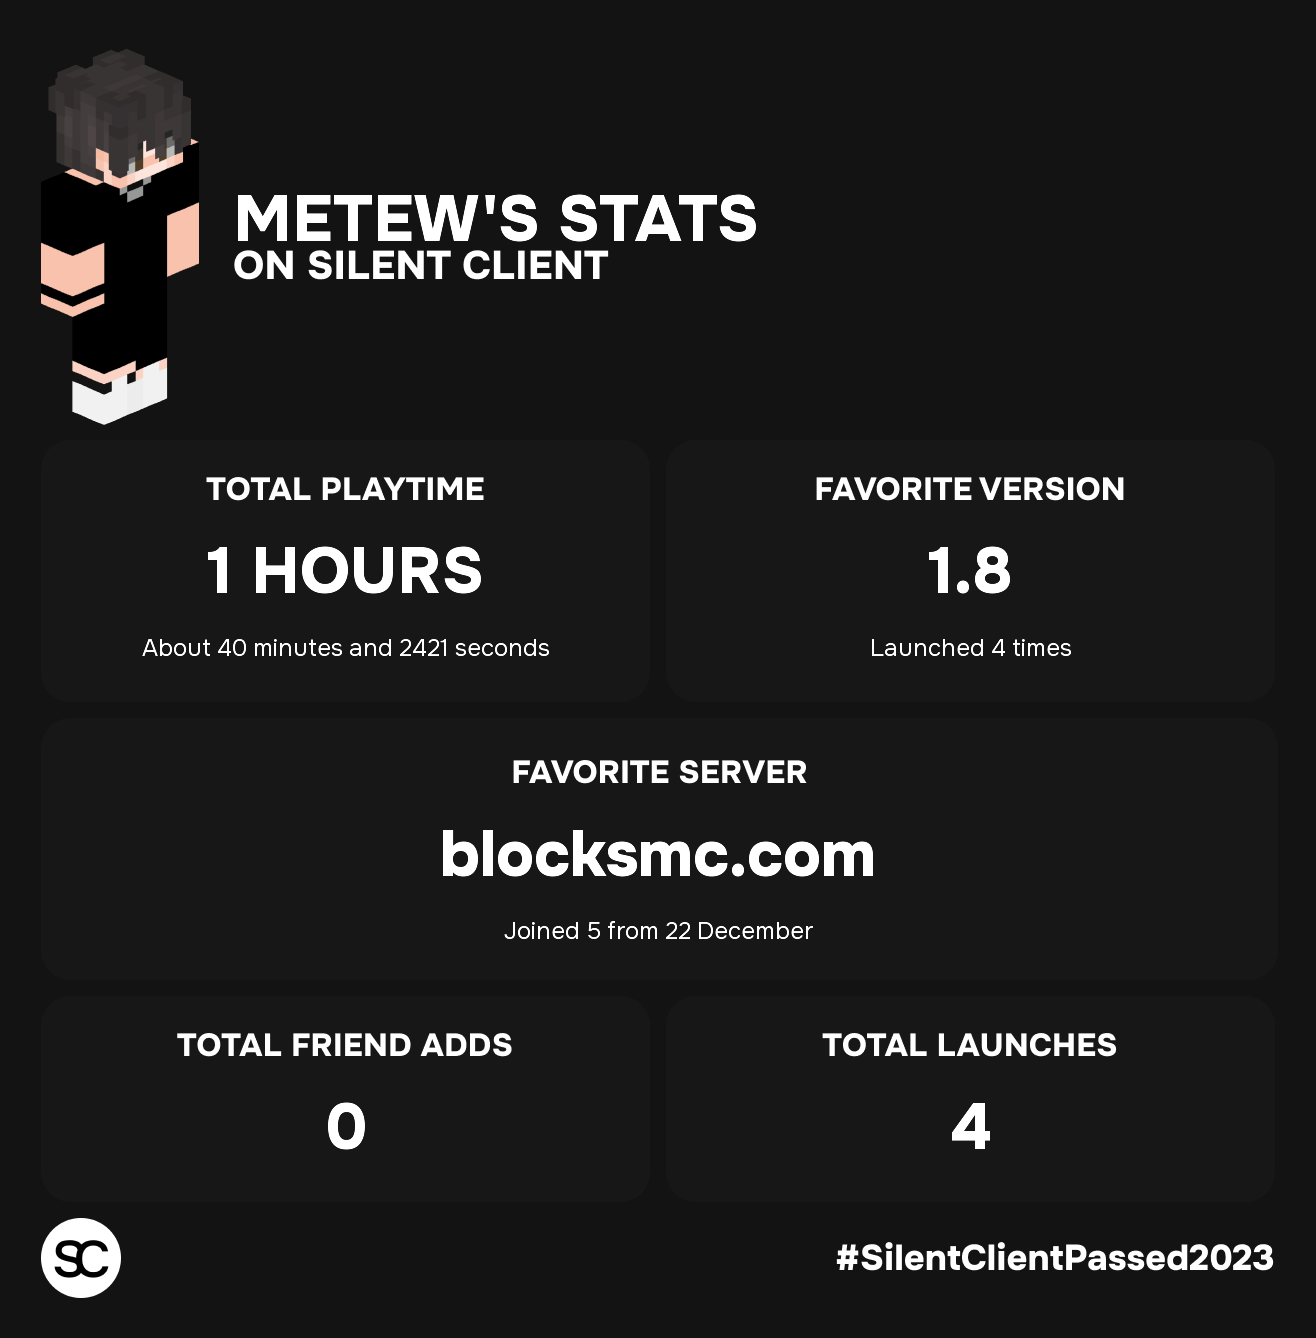 METEW'S STATS
ON SILENT CLIENT
TOTAL PLAYTIME
1 HOURS
About 40 minutes and 2421 seconds
FAVORITE VERSION
1.8
Launched 4 times
FAVORITE SERVER
blocksmc.com
Joined 5 from 22 December
TOTAL FRIEND ADDS
0
TOTAL LAUNCHES
4
SC
#SilentClientPassed2023